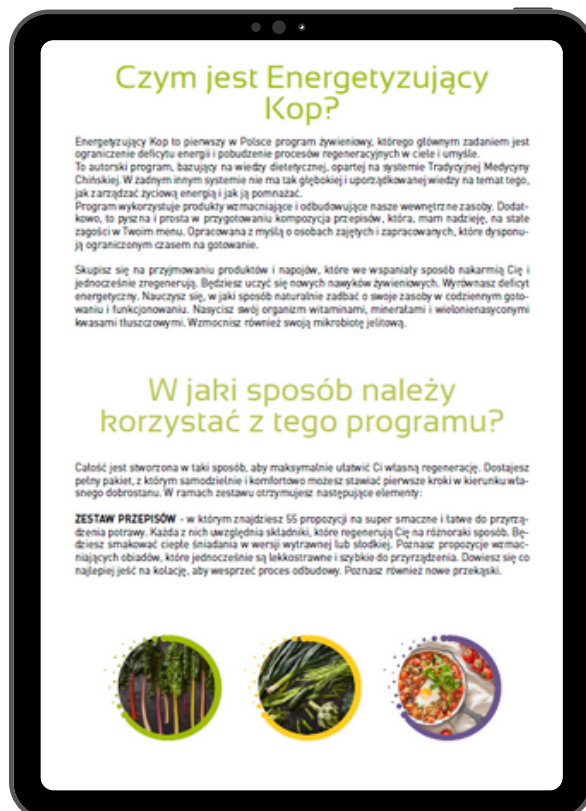 Czym jest Energetyzujący
Kop?
Energetyzujący Kop to pierwszy w Polsce program żywieniowy, którego głównym zadaniem jest
ograniczenie deficytu energii i pobudzenie procesów regeneracyjnych w ciele i umyśle.
To autorski program, bazujący na wiedzy dietetycznej, opartej na systemie Tradycyjnej Medycyny
Chińskiej. W żadnym innym systemie nie ma tak głębokiej i uporządkowanej wiedzy na temat tego,
jak zarządzać życiową energią i jak ją pomnażać.
Program wykorzystuje produkty wzmacniające i odbudowujące nasze wewnętrzne zasoby. Dodat-
kowo, to pyszna i prosta w przygotowaniu kompozycja przepisów, która, mam nadzieję, na stałe
zagości w Twoim menu. Opracowana z myślą o osobach zajętych i zapracowanych, które dysponu-
ją ograniczonym czasem na gotowanie.
Skupisz się na przyjmowaniu produktów i napojów, które we wspaniały sposób nakarmią Cię i
jednocześnie zregenerują. Będziesz uczyć się nowych nawyków żywieniowych. Wyrównasz deficyt
energetyczny. Nauczysz się, w jaki sposób naturalnie zadbać o swoje zasoby w codziennym goto-
waniu i funkcjonowaniu. Nasycisz swój organizm witaminami, minerałami i wielonienasyconymi
kwasami tłuszczowymi. Wzmocnisz również swoją mikrobiotę jelitową.
W jaki sposób należy
korzystać z tego programu?
Całość jest stworzona w taki sposób, aby maksymalnie ułatwić Ci własną regenerację. Dostajesz
pełny pakiet, z którym samodzielnie i komfortowo możesz stawiać pierwsze kroki w kierunku wła-
snego dobrostanu. W ramach zestawu otrzymujesz następujące elementy:
ZESTAW PRZEPISÓW - w którym znajdziesz 55 propozycji na super smaczne i łatwe do przyrzą-
dzenia potrawy. Każda z nich uwzględnia składniki, które regenerują Cię na różnoraki sposób. Bę-
dziesz smakować ciepłe śniadania w wersji wytrawnej lub słodkiej. Poznasz propozycje wzmac-
niających obiadów, które jednocześnie są lekkostrawne i szybkie do przyrządzenia. Dowiesz się co
najlepiej jeść na kolację, aby wesprzeć proces odbudowy. Poznasz również nowe przekąski.